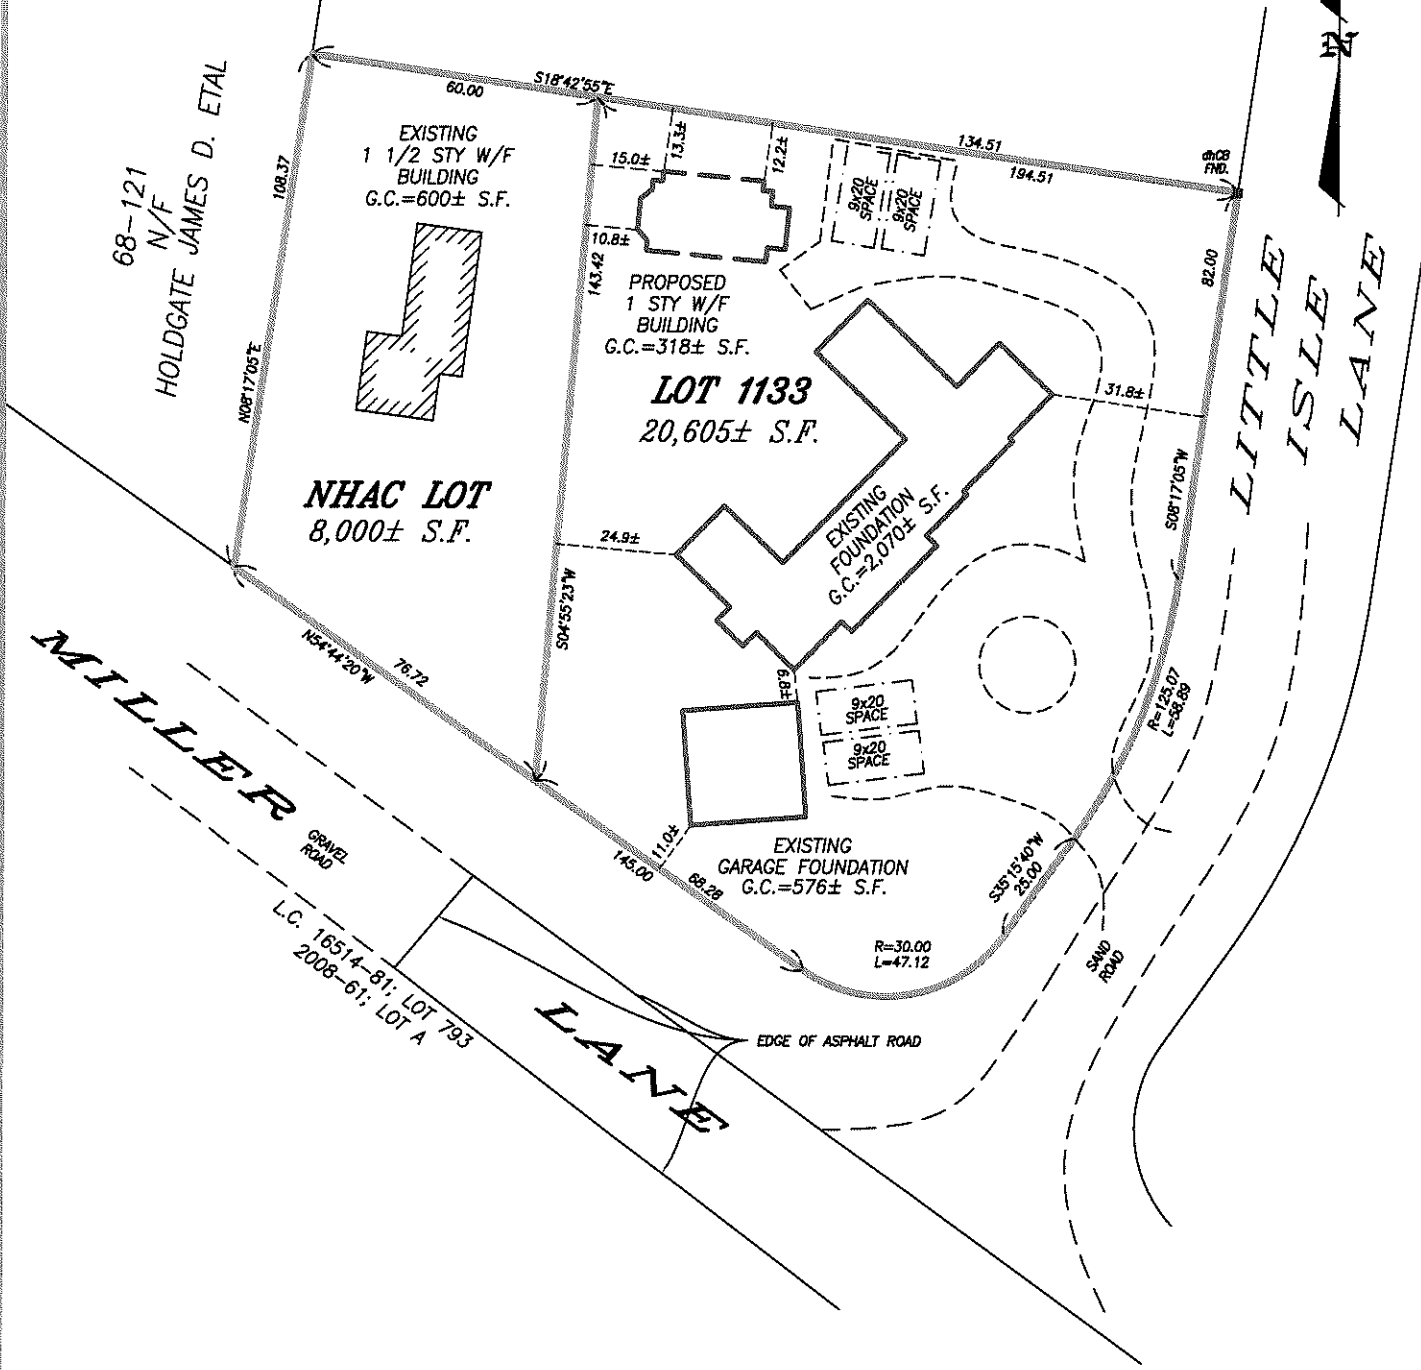 68-121
N/F
HOLDGATE JAMES D. ETAL
108.37
N08°17'05"E
60.00
S18°42'55"E
134.51
194.51
dhCB
FND.
EXISTING
1 1/2 STY W/F
BUILDING
G.C.=600± S.F.
NHAC LOT
8,000± S.F.
15.0±
13.3±
12.2±
10.8±
143.42
S04°55'23"W
9x20
SPACE
9x20
SPACE
PROPOSED
1 STY W/F
BUILDING
G.C.=318± S.F.
LOT 1133
20,605± S.F.
31.8±
24.9±
EXISTING
FOUNDATION
G.C.=2,070± S.F.
82.00
S08°17'05"W
LITTLE
ISLE
LANE
6.8±
9x20
SPACE
9x20
SPACE
R=125.07
L=58.89
N54°44'20"W
76.72
145.00
68.28
11.0±
EXISTING
GARAGE FOUNDATION
G.C.=576± S.F.
S35°15'40"W
25.00
R=30.00
L=47.12
SAND
ROAD
MILLER
LANE
GRAVEL
ROAD
L.C. 16514-81; LOT 793
2008-61; LOT A
EDGE OF ASPHALT ROAD